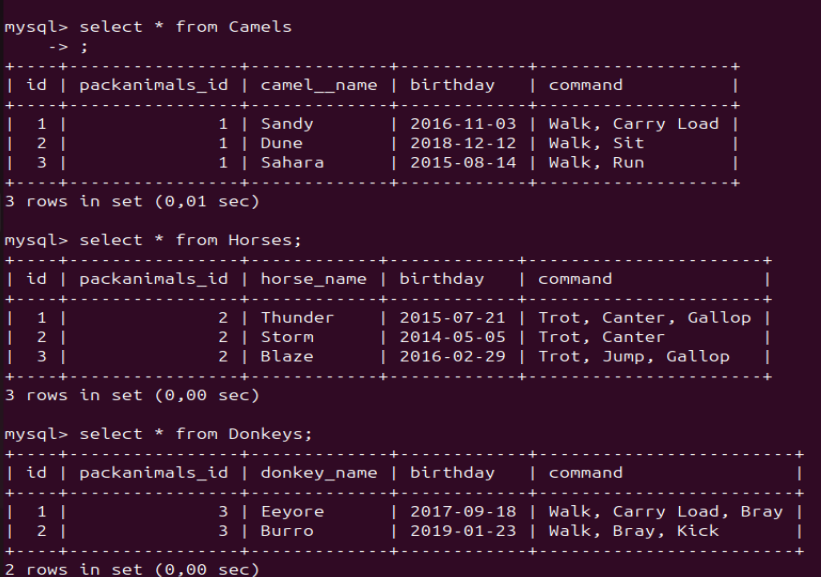 mysql> select * from Camels
    -> ;
+----+----------------+-------------+------------+------------------+
| id | packanimals_id | camel__name | birthday   | command          |
+----+----------------+-------------+------------+------------------+
|  1 |              1 | Sandy       | 2016-11-03 | Walk, Carry Load |
|  2 |              1 | Dune        | 2018-12-12 | Walk, Sit        |
|  3 |              1 | Sahara      | 2015-08-14 | Walk, Run        |
+----+----------------+-------------+------------+------------------+
3 rows in set (0,01 sec)

mysql> select * from Horses;
+----+----------------+------------+------------+----------------------+
| id | packanimals_id | horse_name | birthday   | command              |
+----+----------------+------------+------------+----------------------+
|  1 |              2 | Thunder    | 2015-07-21 | Trot, Canter, Gallop |
|  2 |              2 | Storm      | 2014-05-05 | Trot, Canter         |
|  3 |              2 | Blaze      | 2016-02-29 | Trot, Jump, Gallop   |
+----+----------------+------------+------------+----------------------+
3 rows in set (0,00 sec)

mysql> select * from Donkeys;
+----+----------------+-------------+------------+------------------------+
| id | packanimals_id | donkey_name | birthday   | command                |
+----+----------------+-------------+------------+------------------------+
|  1 |              3 | Eeyore      | 2017-09-18 | Walk, Carry Load, Bray |
|  2 |              3 | Burro       | 2019-01-23 | Walk, Bray, Kick       |
+----+----------------+-------------+------------+------------------------+
2 rows in set (0,00 sec)